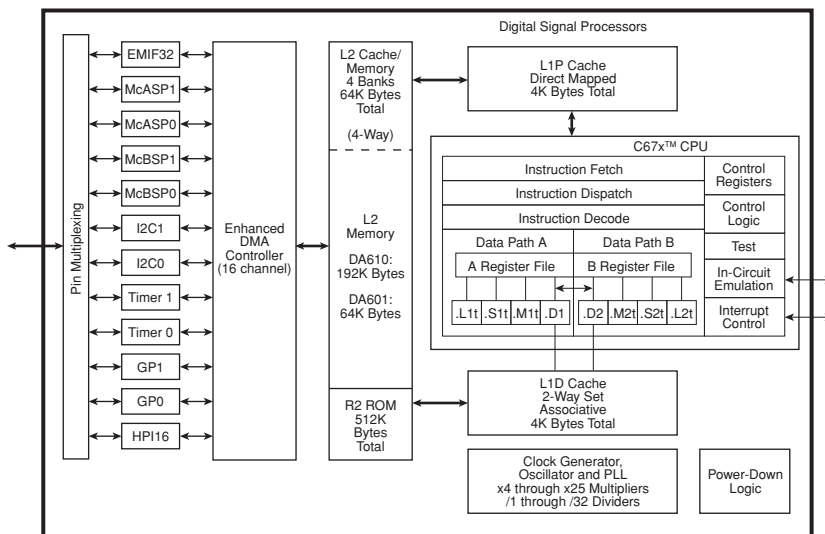 Digital Signal Processors
Pin Multiplexing
EMIF32
McASP1
McASP0
McBSP1
McBSP0
I2C1
I2C0
Timer 1
Timer 0
GP1
GP0
HPI16
Enhanced
DMA
Controller
(16 channel)
L2 Cache/
Memory
4 Banks
64K Bytes
Total
(4-Way)
L2
Memory
DA610:
192K Bytes
DA601:
64K Bytes
R2 ROM
512K
Bytes
Total
L1P Cache
Direct Mapped
4K Bytes Total
C67x™ CPU
Instruction Fetch
Instruction Dispatch
Instruction Decode
Data Path A
Data Path B
A Register File
B Register File
.L1t .S1t .M1t .D1
.D2 .M2t .S2t .L2t
Control
Registers
Control
Logic
Test
In-Circuit
Emulation
Interrupt
Control
L1D Cache
2-Way Set
Associative
4K Bytes Total
Clock Generator,
Oscillator and PLL
x4 through x25 Multipliers
/1 through /32 Dividers
Power-Down
Logic